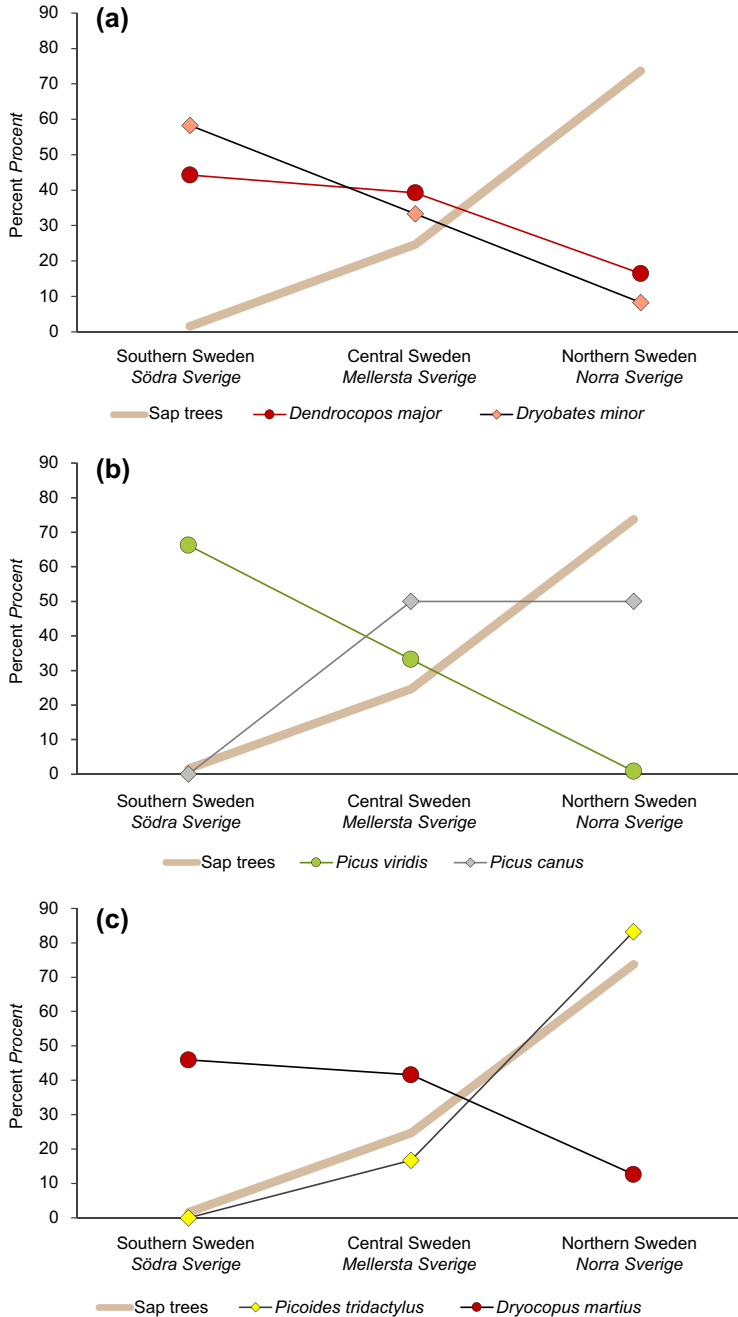 (a)
90
80
70
60
50
40
30
20
10
0
Percent Procent
Southern Sweden Central Sweden Northern Sweden
Södra Sverige Mellersta Sverige Norra Sverige
Sap trees Dendrocopos major Dryobates minor
(b)
90
80
70
60
50
40
30
20
10
0
Percent Procent
Southern Sweden Central Sweden Northern Sweden
Södra Sverige Mellersta Sverige Norra Sverige
Sap trees Picus viridis Picus canus
(c)
90
80
70
60
50
40
30
20
10
0
Percent Procent
Southern Sweden Central Sweden Northern Sweden
Södra Sverige Mellersta Sverige Norra Sverige
Sap trees Picoides tridactylus Dryocopus martius